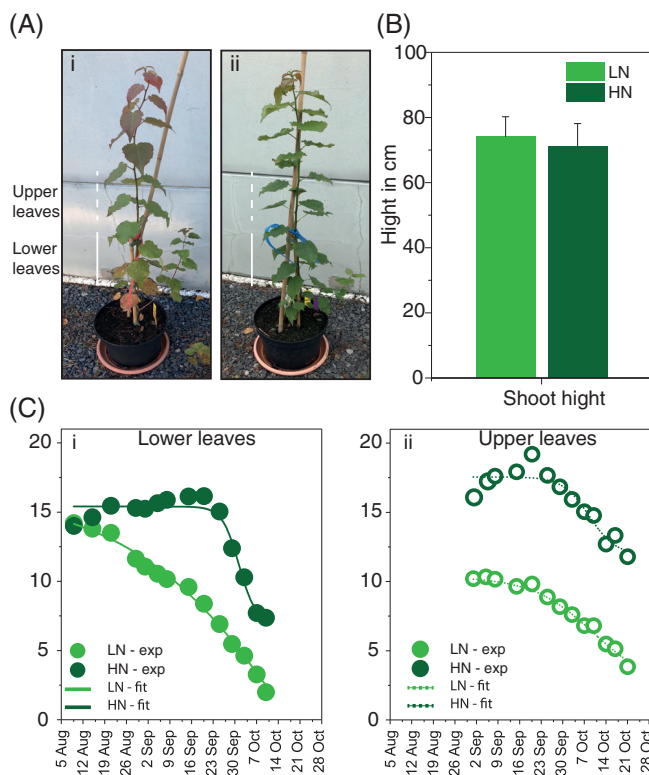 (A)
i
ii
Upper
leaves
Lower
leaves
(B)
Hight in cm
100
80
60
40
20
0
LN
HN
Shoot hight
(C)
i
Lower leaves
20
15
10
5
0
LN - exp
HN - exp
LN - fit
HN - fit
5 Aug
12 Aug
19 Aug
26 Aug
2 Sep
9 Sep
16 Sep
23 Sep
30 Sep
7 Oct
14 Oct
21 Oct
28 Oct
ii
Upper leaves
20
15
10
5
0
LN - exp
HN - exp
LN - fit
HN - fit
5 Aug
12 Aug
19 Aug
26 Aug
2 Sep
9 Sep
16 Sep
23 Sep
30 Sep
7 Oct
14 Oct
21 Oct
28 Oct